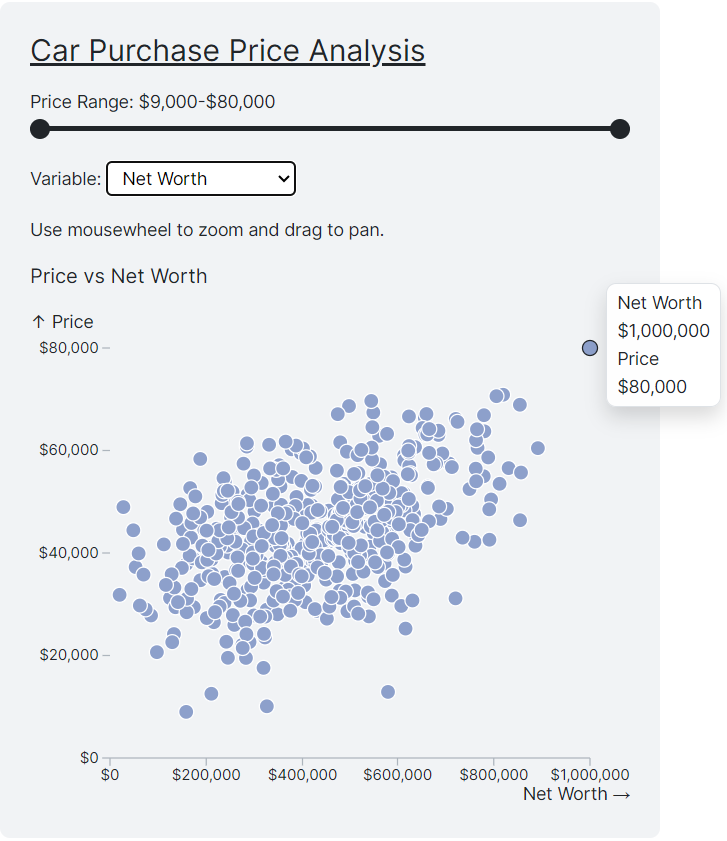 Car Purchase Price Analysis
Price Range: $9,000-$80,000
Variable: Net Worth
Use mousewheel to zoom and drag to pan.
Price vs Net Worth
Net Worth
$1,000,000
Price
$80,000
↑ Price
$80,000
$60,000
$40,000
$20,000
$0
$0 $200,000 $400,000 $600,000 $800,000 $1,000,000
Net Worth →